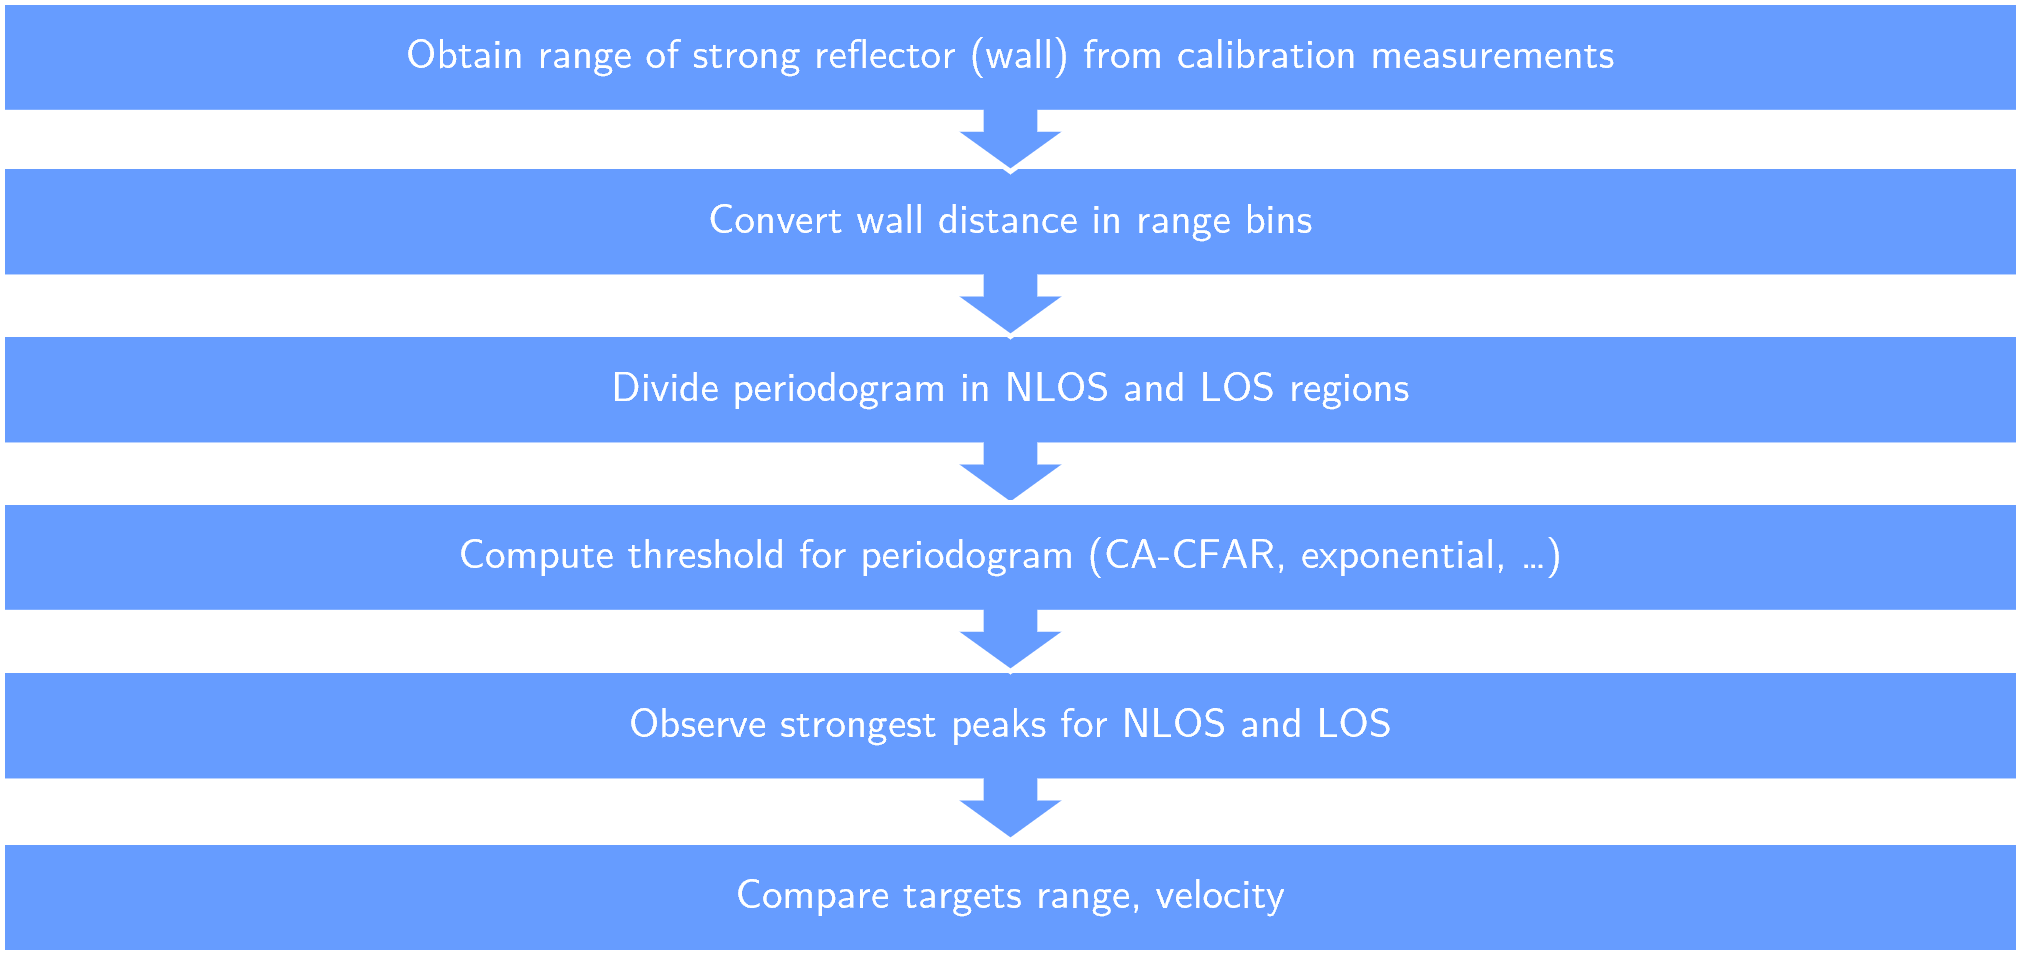 Obtain range of strong reflector (wall) from calibration measurements
Convert wall distance in range bins
Divide periodogram in NLOS and LOS regions
Compute threshold for periodogram (CA-CFAR, exponential, ...)
Observe strongest peaks for NLOS and LOS
Compare targets range, velocity